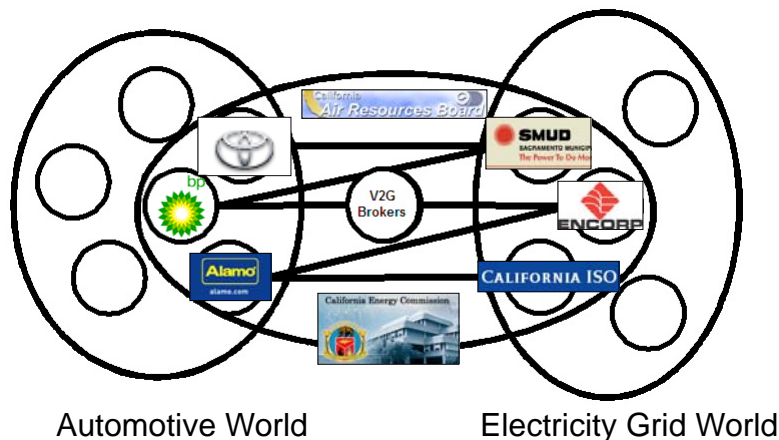 California
Air Resources Board
SMUD
SACRAMENTO MUNICIP
The Power To Do Mo
bp
V2G
Brokers
ENCORP
Alamo
alamo.com
CALIFORNIA ISO
California Energy Commission
Automotive World
Electricity Grid World